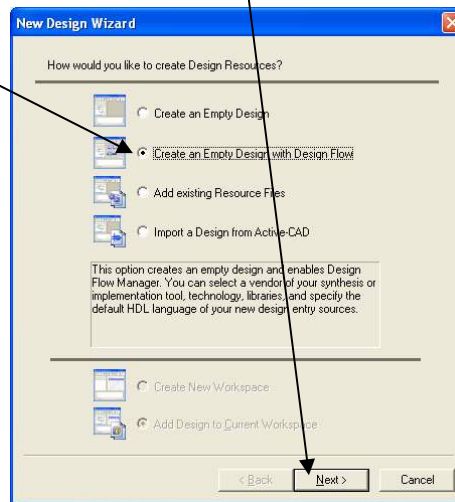 New Design Wizard
How would you like to create Design Resources?
Create an Empty Design
Create an Empty Design with Design Flow
Add existing Resource Files
Import a Design from Active-CAD
This option creates an empty design and enables Design
Flow Manager. You can select a vendor of your synthesis or
implementation tool, technology, libraries, and specify the
default HDL language of your new design entry sources.
Create New Workspace
Add Design to Current Workspace
< Back
Next >
Cancel